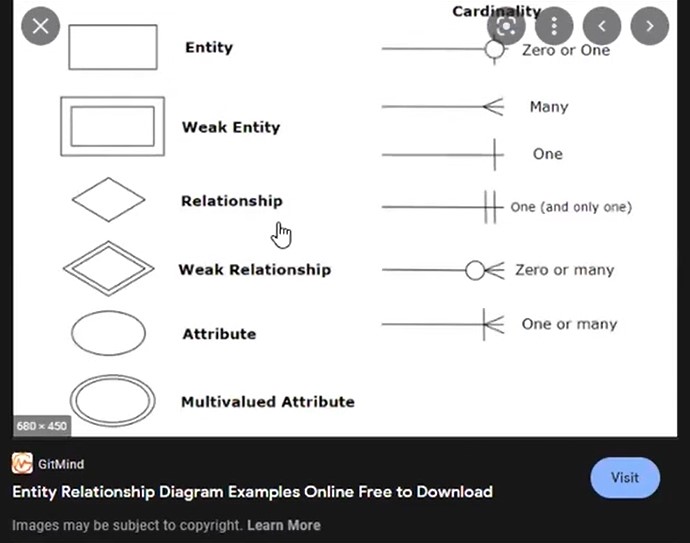 Cardinality
Entity
Zero or One
Weak Entity
Many
One
Relationship
One (and only one)
Weak Relationship
Zero or many
Attribute
One or many
Multivalued Attribute
680 × 450
GitMind
Entity Relationship Diagram Examples Online Free to Download
Visit
Images may be subject to copyright. Learn More